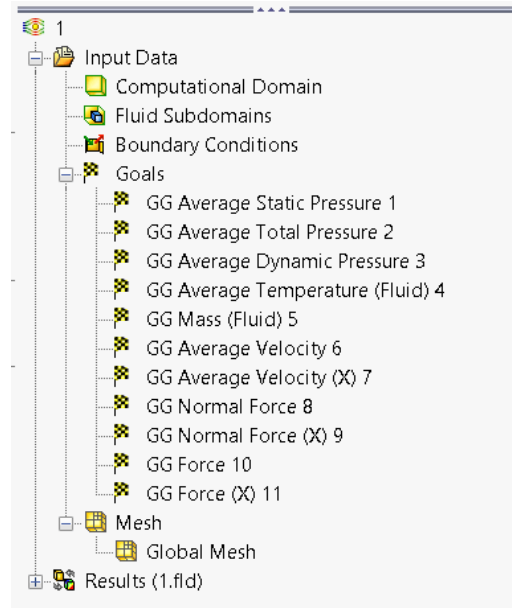 1
Input Data
Computational Domain
Fluid Subdomains
Boundary Conditions
Goals
GG Average Static Pressure 1
GG Average Total Pressure 2
GG Average Dynamic Pressure 3
GG Average Temperature (Fluid) 4
GG Mass (Fluid) 5
GG Average Velocity 6
GG Average Velocity (X) 7
GG Normal Force 8
GG Normal Force (X) 9
GG Force 10
GG Force (X) 11
Mesh
Global Mesh
Results (1.fld)